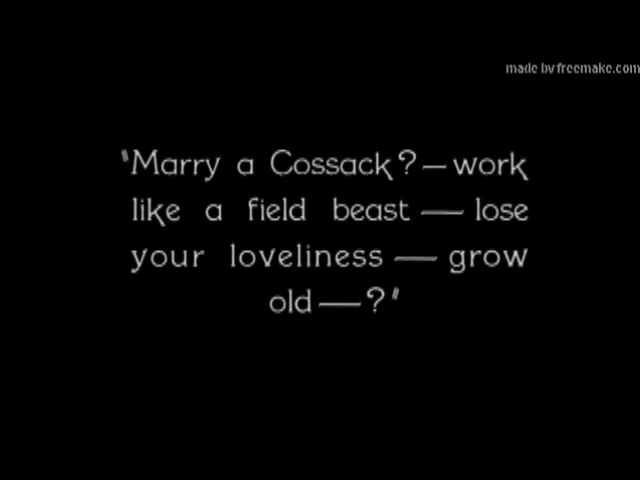 made by freemake.com
"Marry a Cossack? — work
like a field beast — lose
your loveliness — grow
old — ?"